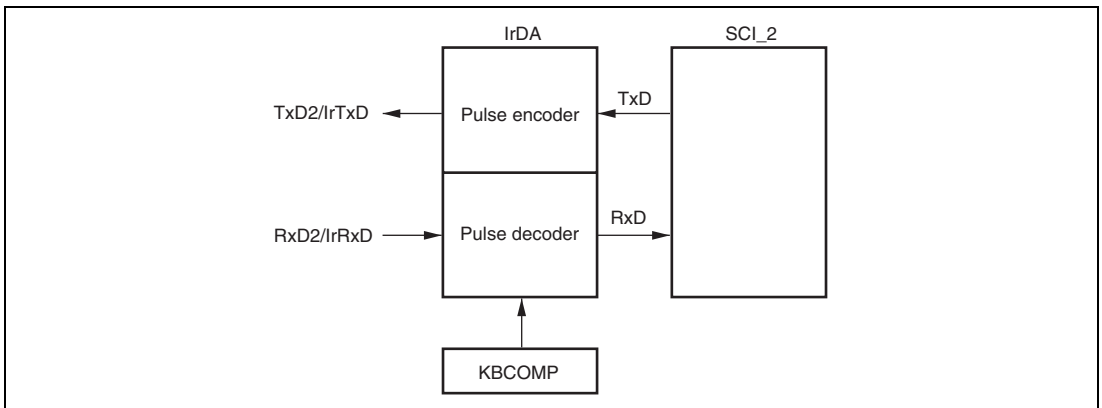 IrDA
SCI_2
TxD2/IrTxD
Pulse encoder
TxD
RxD2/IrRxD
Pulse decoder
RxD
KBCOMP